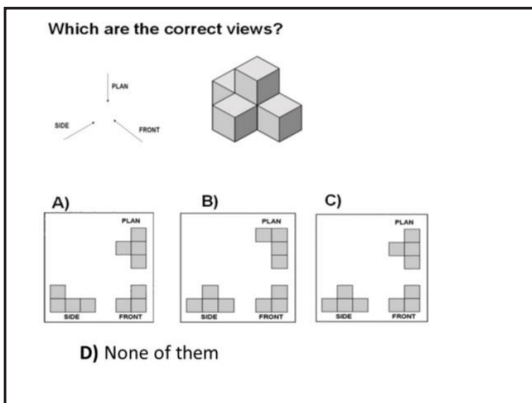 Which are the correct views?
PLAN
SIDE
FRONT
A)
B)
C)
PLAN
PLAN
PLAN
SIDE
FRONT
SIDE
FRONT
SIDE
FRONT
D) None of them